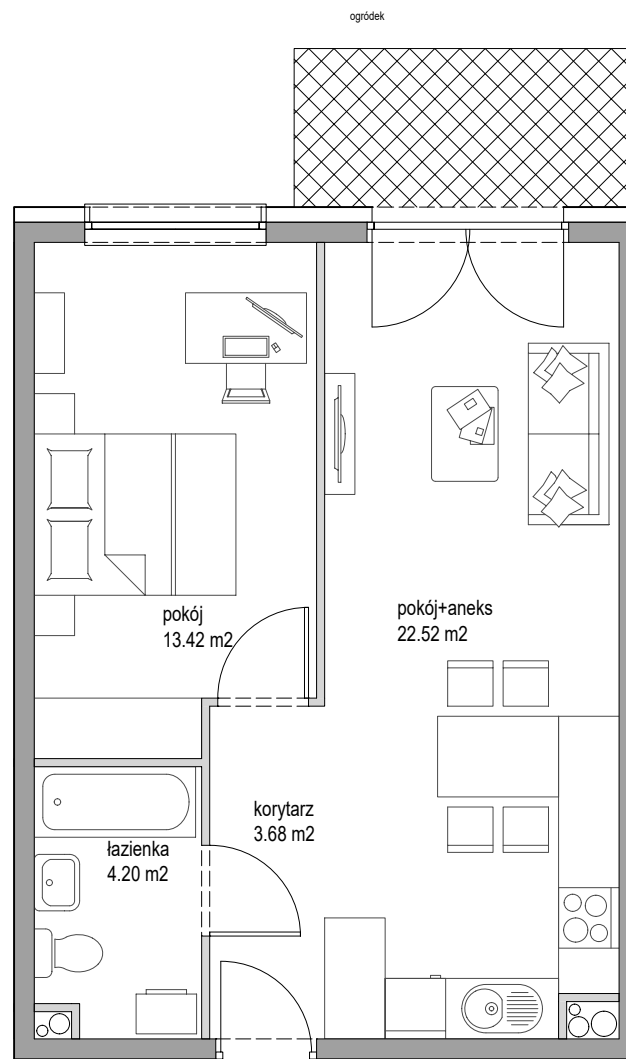 ogródek
pokój
13.42 m2
pokój+aneks
22.52 m2
korytarz
3.68 m2
łazienka
4.20 m2